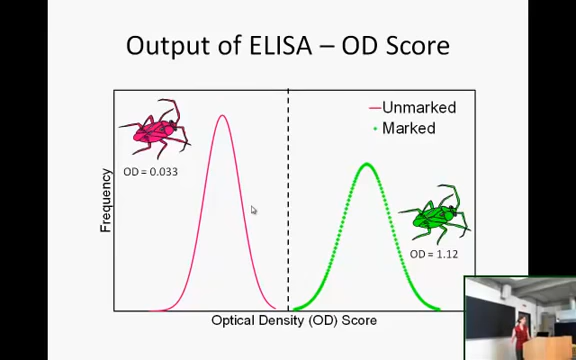 Output of ELISA – OD Score
Unmarked
Marked
OD = 0.033
OD = 1.12
Frequency
Optical Density (OD) Score